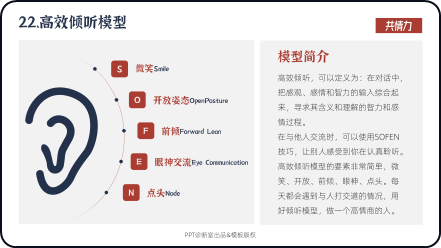 22.高效倾听模型
共情力
S 微笑Smile
O 开放姿态OpenPosture
F 前倾Forward Lean
E 眼神交流Eye Communication
N 点头Node
模型简介
高效倾听，可以定义为：在对话中，
把感观、感情和智力的输入综合起
来，寻求其含义和理解的智力和感
情过程。
在与他人交流时，可以使用SOFEN
技巧，让别人感受到你在认真聆听。
高效倾听模型的要素非常简单，微
笑、开放、前倾、眼神、点头。每
天都会遇到与人打交道的情况，用
好倾听模型，做一个高情商的人。
PPT诊断室出品&模板版权